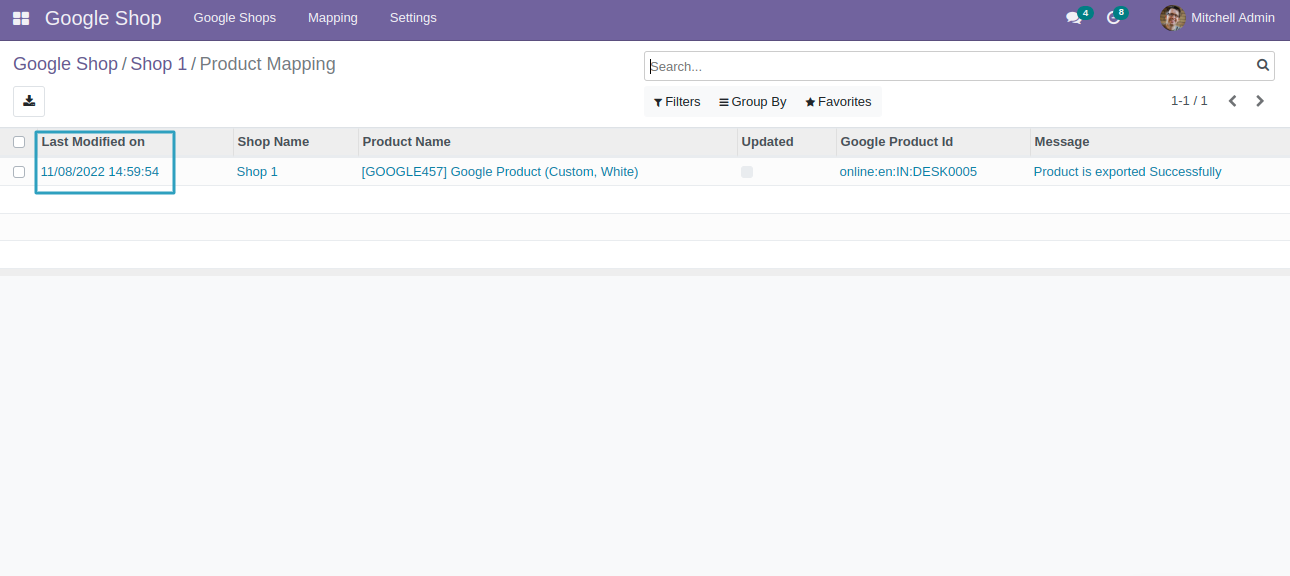 Google Shop Google Shops Mapping Settings 4 8 Mitchell Admin
Google Shop / Shop 1 / Product Mapping
Search...
Filters Group By Favorites 1-1 / 1
Last Modified on Shop Name Product Name Updated Google Product Id Message
11/08/2022 14:59:54 Shop 1 [GOOGLE457] Google Product (Custom, White) online:en:IN:DESK0005 Product is exported Successfully